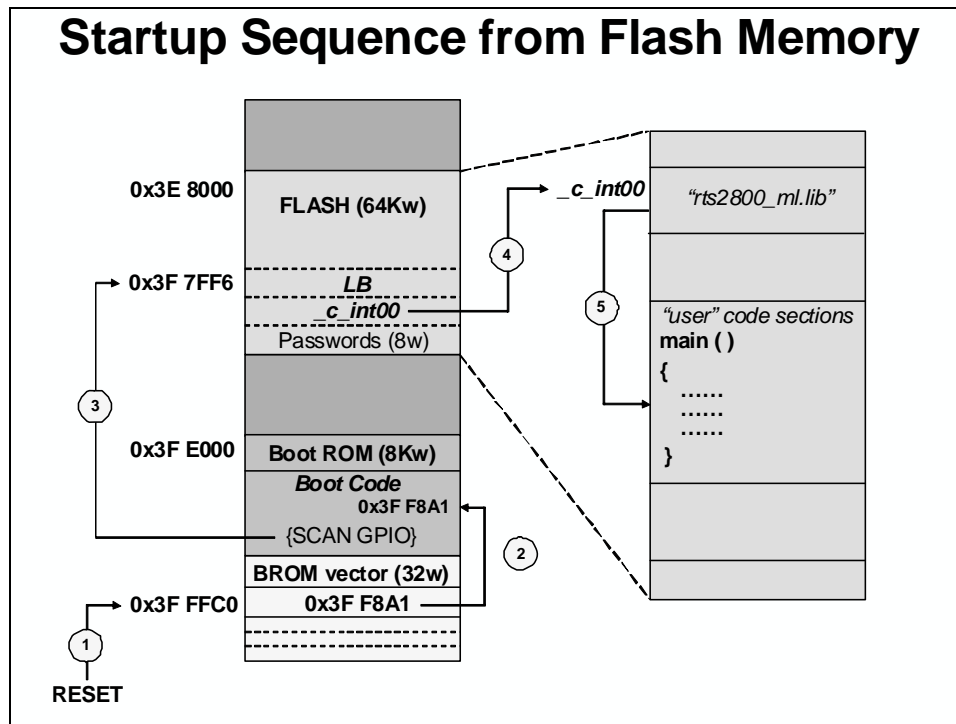 Startup Sequence from Flash Memory
0x3E 8000
FLASH (64Kw)
_c_int00
“rts2800_ml.lib”
4
0x3F 7FF6
LB
_c_int00
Passwords (8w)
5
“user” code sections
main ( )
{
……
……
……
}
3
0x3F E000
Boot ROM (8Kw)
Boot Code
0x3F F8A1
{SCAN GPIO}
2
BROM vector (32w)
0x3F FFC0
0x3F F8A1
1
RESET